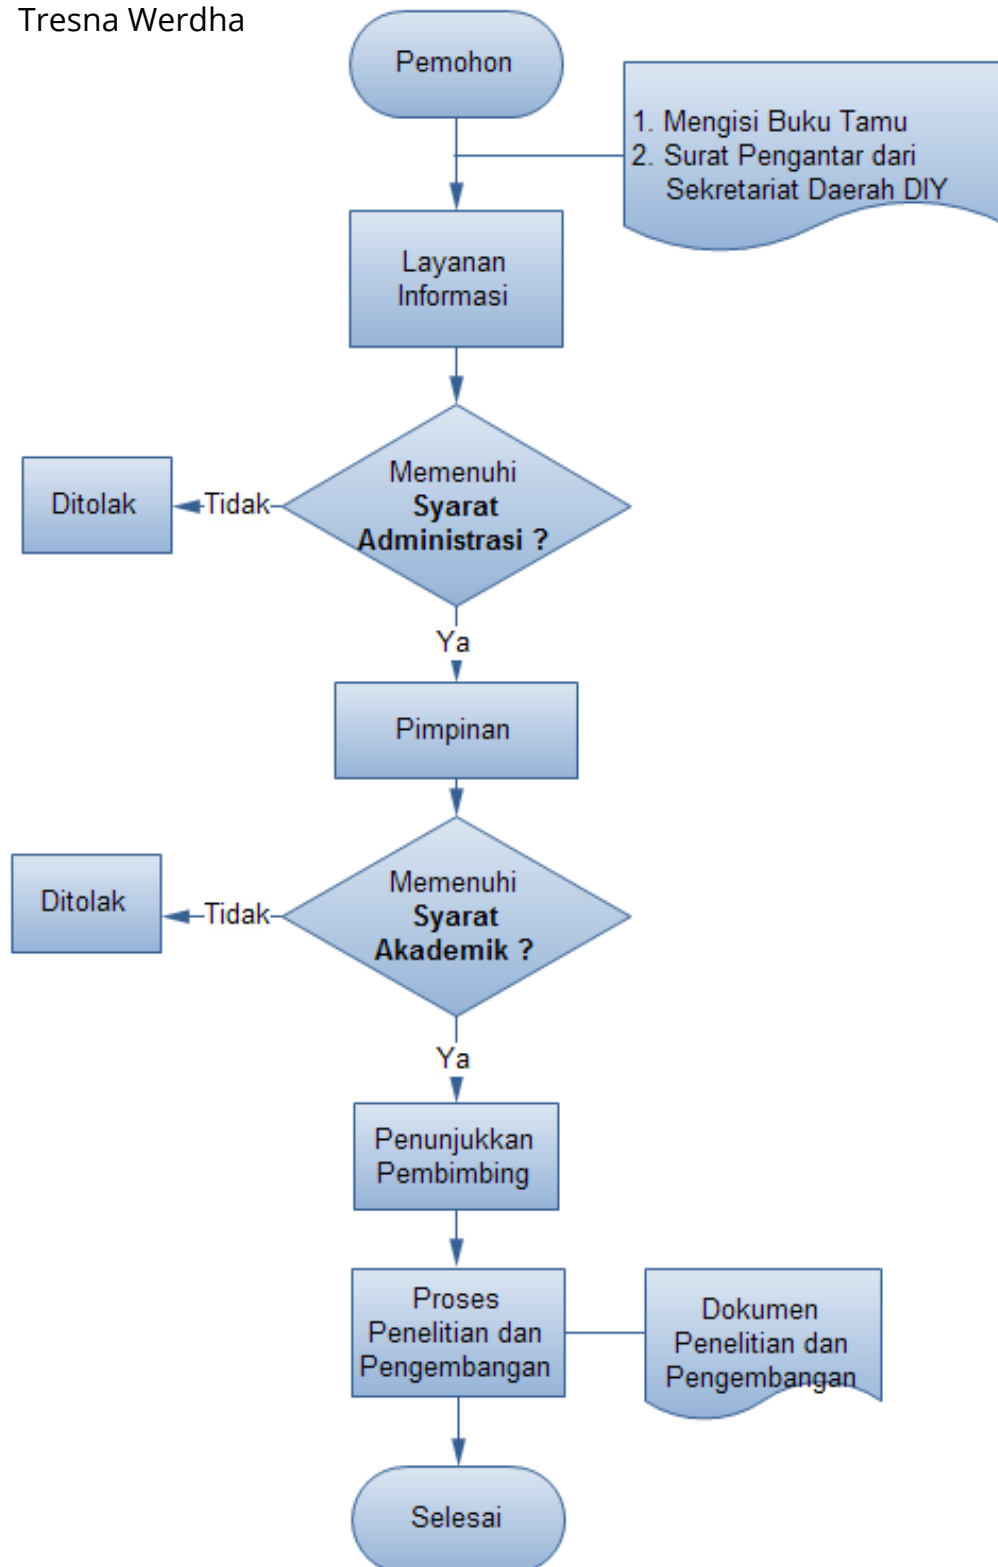 Tresna Werdha
Pemohon
1. Mengisi Buku Tamu
2. Surat Pengantar dari
Sekretariat Daerah DIY
Layanan
Informasi
Memenuhi
Syarat
Administrasi ?
Tidak
Ditolak
Ya
Pimpinan
Memenuhi
Syarat
Akademik ?
Tidak
Ditolak
Ya
Penunjukkan
Pembimbing
Proses
Penelitian dan
Pengembangan
Dokumen
Penelitian dan
Pengembangan
Selesai